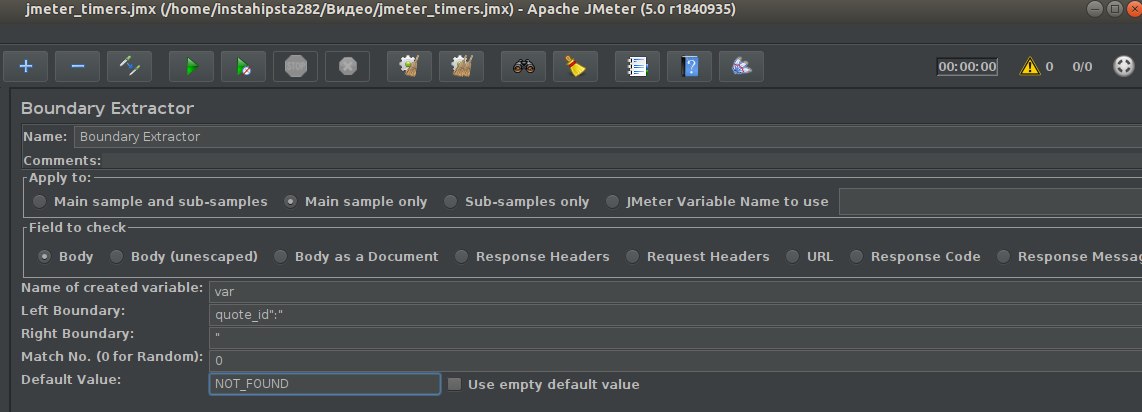 jmeter_timers.jmx (/home/instahipsta282/Видео/jmeter_timers.jmx) - Apache JMeter (5.0 r1840935)
STOP 00:00:00 0 0/0
Boundary Extractor
Name: Boundary Extractor
Comments:
Apply to:
Main sample and sub-samples Main sample only Sub-samples only JMeter Variable Name to use
Field to check
Body Body (unescaped) Body as a Document Response Headers Request Headers URL Response Code Response Messag
Name of created variable: var
Left Boundary: quote_id":"
Right Boundary: "
Match No. (0 for Random): 0
Default Value: NOT_FOUND Use empty default value